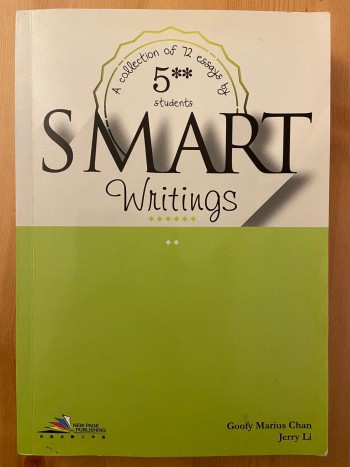 A collection of 72 essays by
5**
students
SMART
Writings
NEW PAGE
PUBLISHING
Goofy Marius Chan
Jerry Li